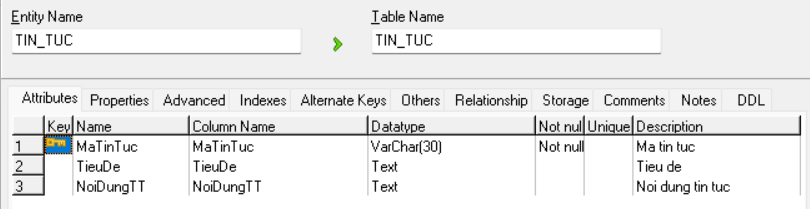 Entity Name Table Name
TIN_TUC TIN_TUC
Attributes Properties Advanced Indexes Alternate Keys Others Relationship Storage Comments Notes DDL
Key Name Column Name Datatype Not nul Unique Description
1 MaTinTuc MaTinTuc VarChar(30) Not null Ma tin tuc
2 TieuDe TieuDe Text Tieu de
3 NoiDungTT NoiDungTT Text Noi dung tin tuc